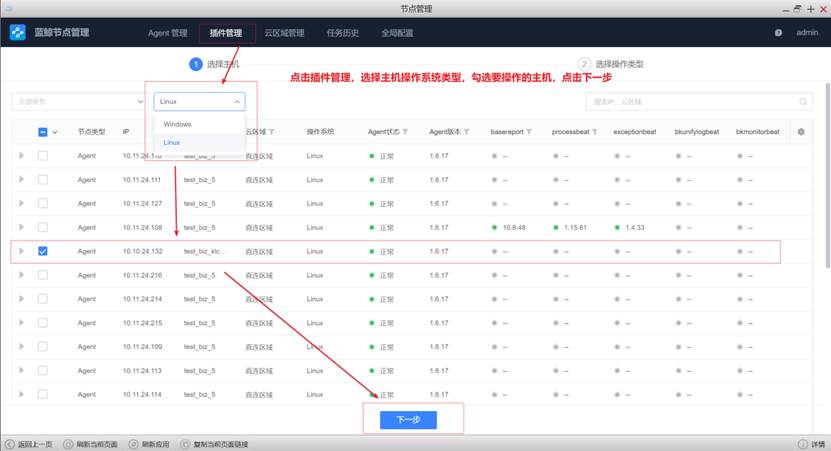 节点管理
蓝鲸节点管理 Agent 管理 插件管理 云区域管理 任务历史 全局配置 admin
1 选择主机 2 选择操作类型
点击插件管理，选择主机操作系统类型，勾选要操作的主机，点击下一步
全部业务 Linux 搜索IP、云区域
Windows
Linux
节点类型 IP 云区域 操作系统 Agent状态 Agent版本 basereport processbeat exceptionbeat bkunifylogbeat bkmonitorbeat
Agent 10.11.24.110 test_biz_5 直连区域 Linux 正常 1.6.17 -- -- -- -- --
Agent 10.11.24.111 test_biz_5 直连区域 Linux 正常 1.6.17 -- -- -- -- --
Agent 10.11.24.127 test_biz_5 直连区域 Linux 正常 1.6.17 -- -- -- -- --
Agent 10.11.24.108 test_biz_5 直连区域 Linux 正常 1.6.17 10.8.48 1.15.61 1.4.33 -- --
Agent 10.10.24.132 test_biz_klc... 直连区域 Linux 正常 1.6.17 -- -- -- -- --
Agent 10.11.24.216 test_biz_5 直连区域 Linux 正常 1.6.17 -- -- -- -- --
Agent 10.11.24.214 test_biz_5 直连区域 Linux 正常 1.6.17 -- -- -- -- --
Agent 10.11.24.215 test_biz_5 直连区域 Linux 正常 1.6.17 -- -- -- -- --
Agent 10.11.24.109 test_biz_5 直连区域 Linux 正常 1.6.17 -- -- -- -- --
Agent 10.11.24.113 test_biz_5 直连区域 Linux 正常 1.6.17 -- -- -- -- --
Agent 10.11.24.114 test_biz_5 直连区域 Linux 正常 1.6.17 -- -- -- -- --
下一步
返回上一页 刷新当前页面 刷新应用 复制当前页面链接 详情